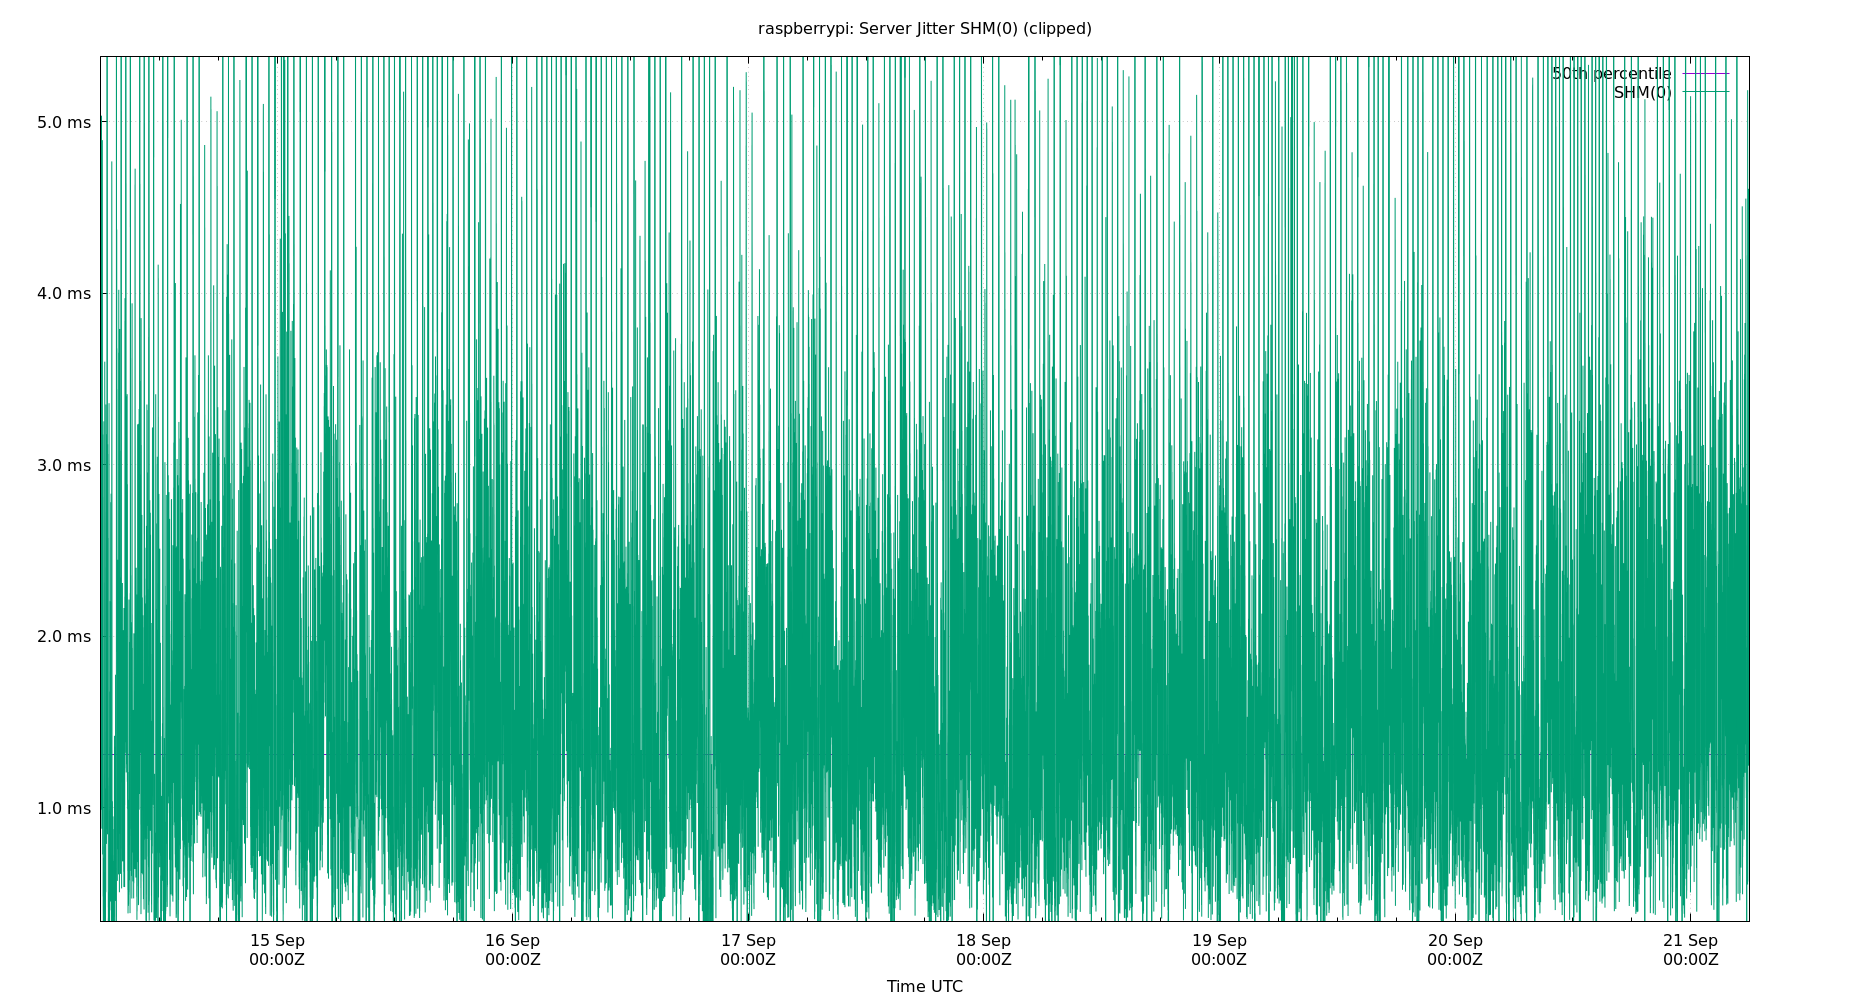 raspberrypi: Server Jitter SHM(0) (clipped)
50th percentile
SHM(0)
5.0 ms
4.0 ms
3.0 ms
2.0 ms
1.0 ms
15 Sep 16 Sep 17 Sep 18 Sep 19 Sep 20 Sep 21 Sep
00:00Z 00:00Z 00:00Z 00:00Z 00:00Z 00:00Z 00:00Z
Time UTC